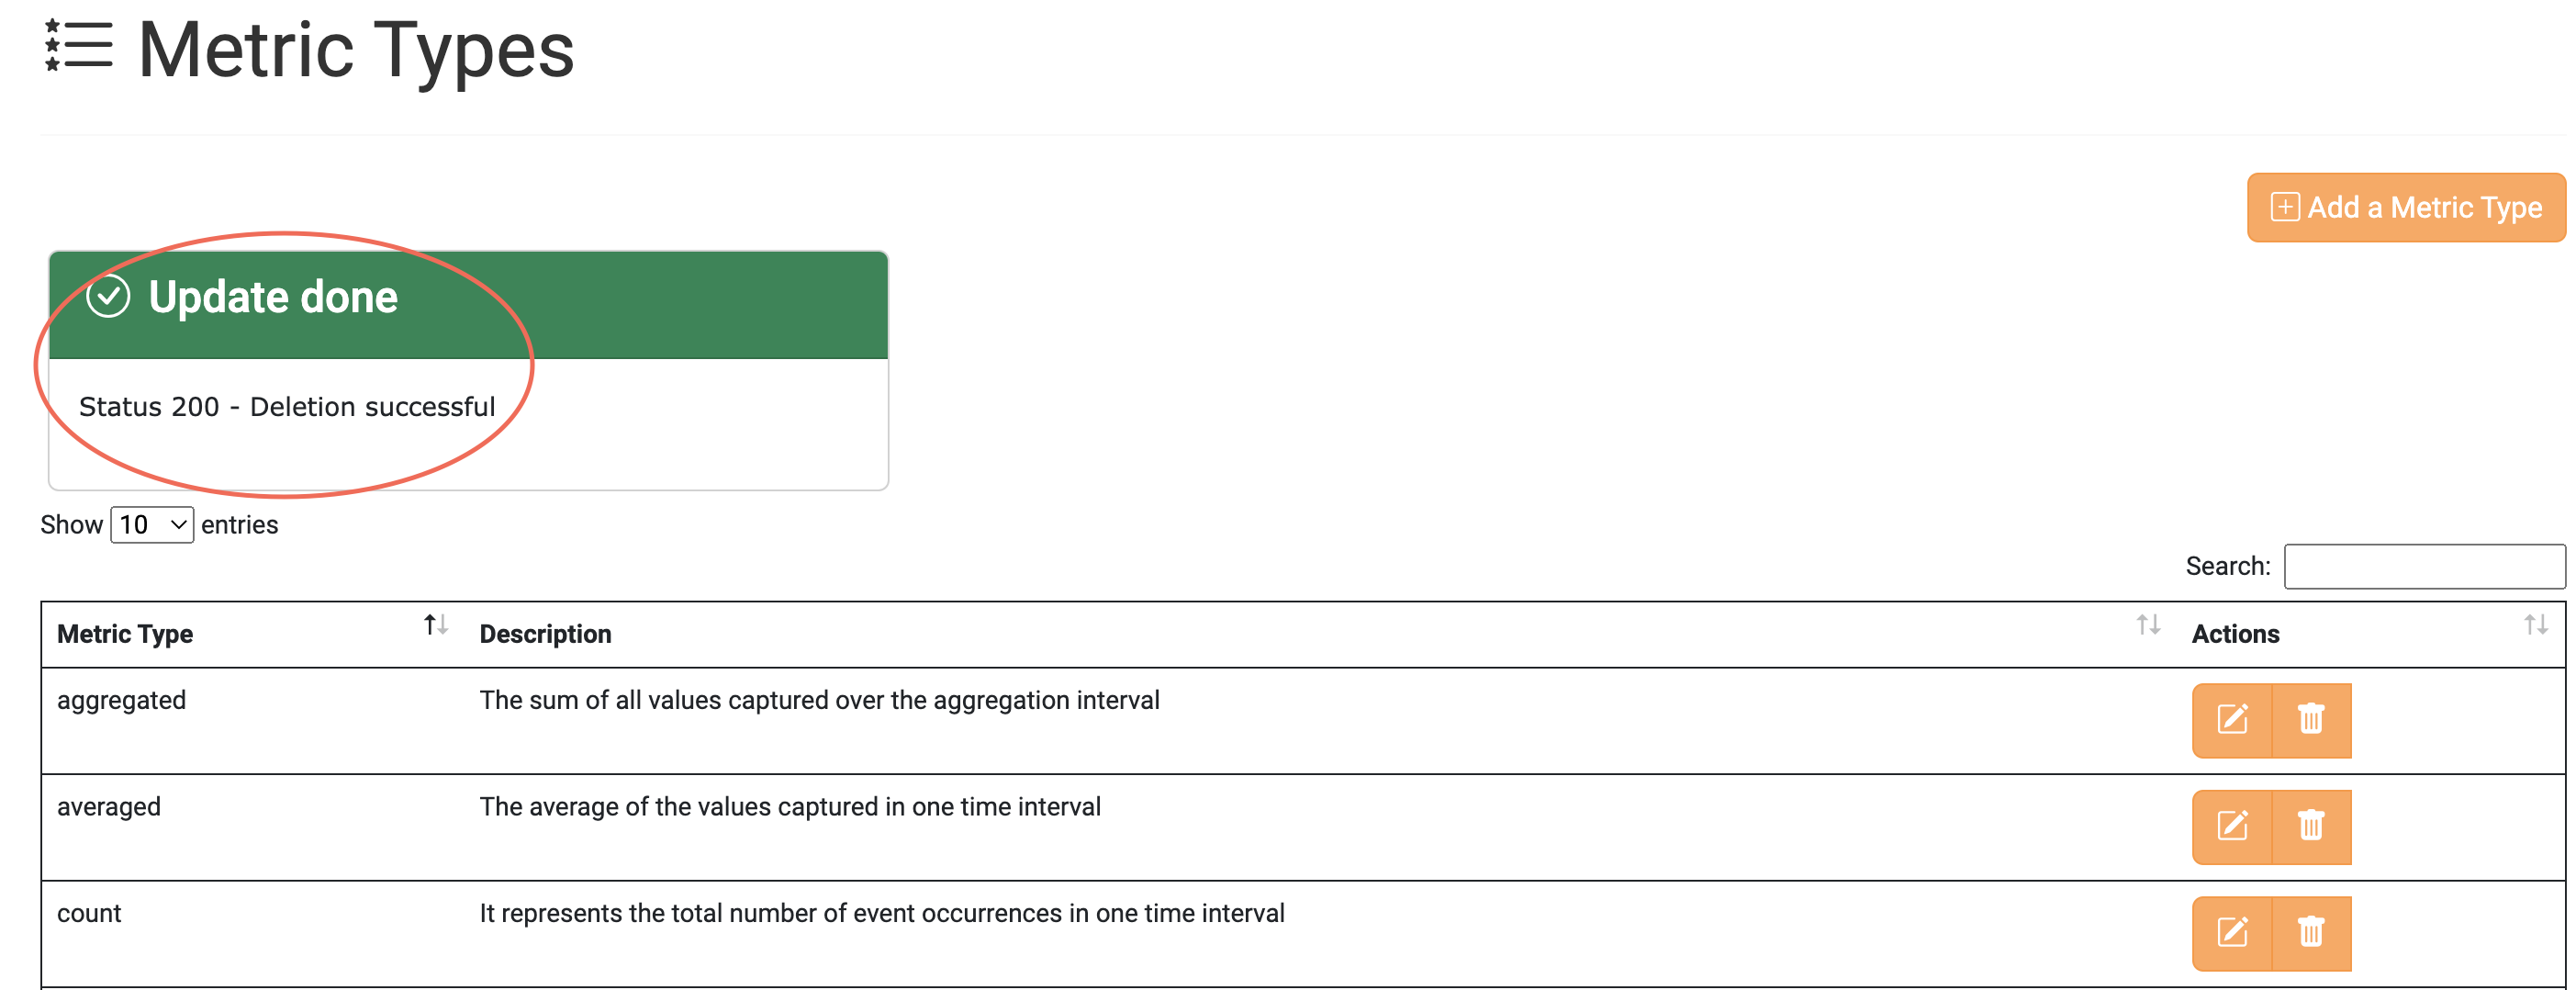 Metric Types
Add a Metric Type
Update done
Status 200 - Deletion successful
Show 10 entries
Search:
Metric Type Description Actions
aggregated The sum of all values captured over the aggregation interval
averaged The average of the values captured in one time interval
count It represents the total number of event occurrences in one time interval